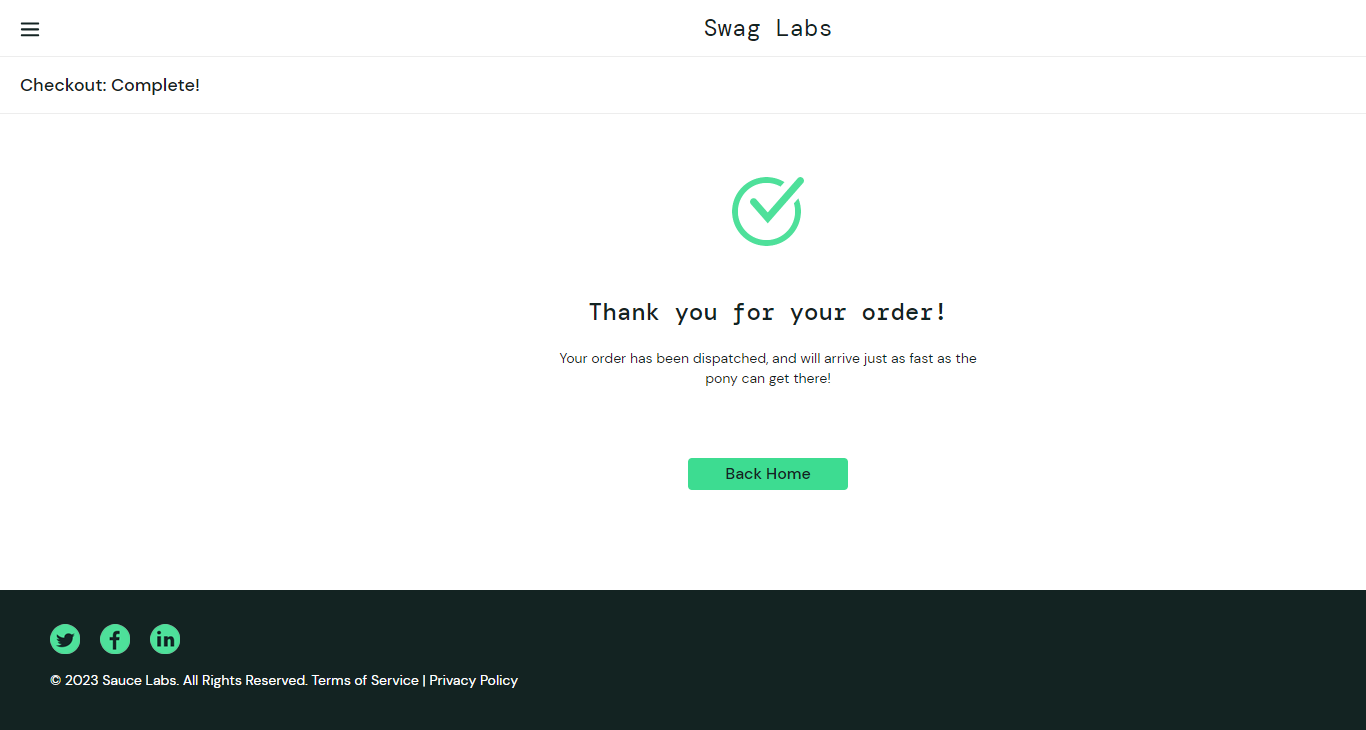 Swag Labs
Checkout: Complete!
Thank you for your order!
Your order has been dispatched, and will arrive just as fast as the
pony can get there!
Back Home
© 2023 Sauce Labs. All Rights Reserved. Terms of Service | Privacy Policy